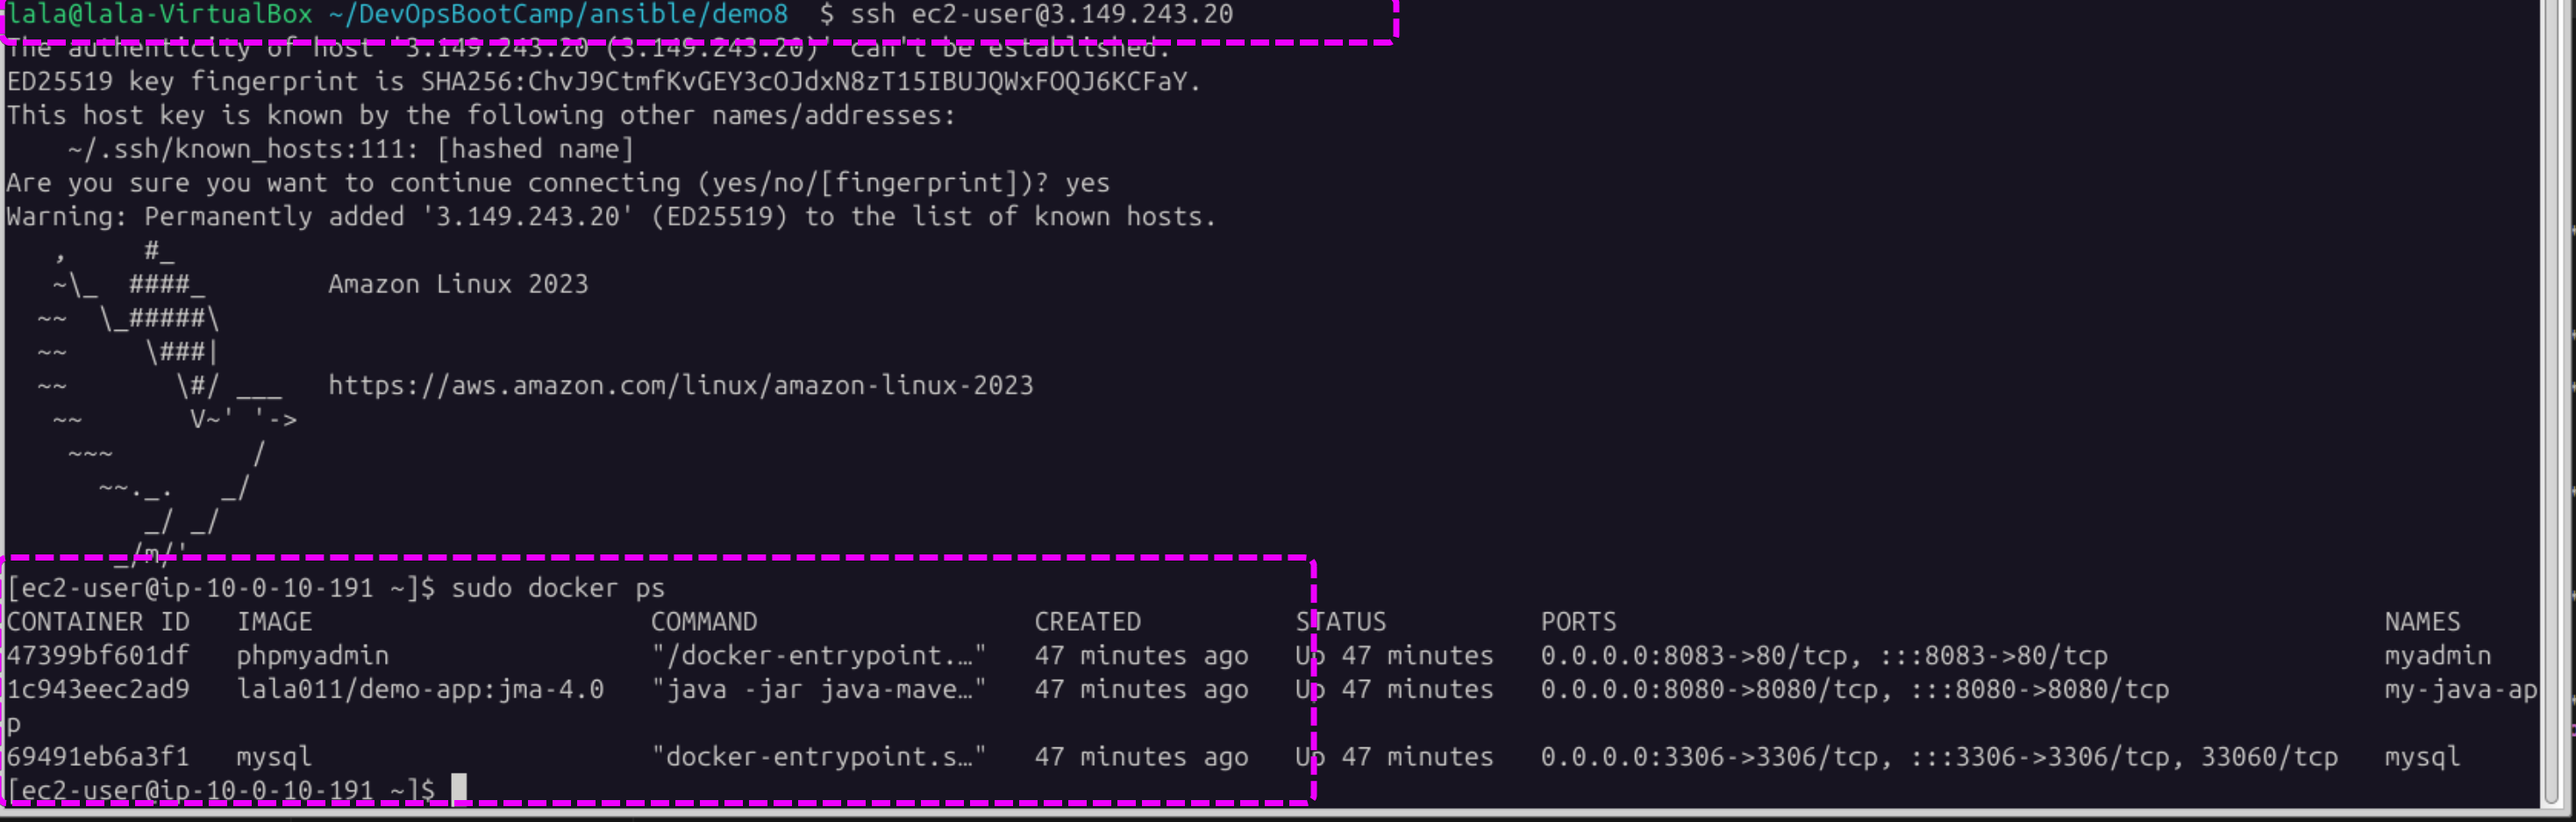 lala@lala-VirtualBox ~/DevOpsBootCamp/ansible/demo8  $ ssh ec2-user@3.149.243.20
The authenticity of host '3.149.243.20 (3.149.243.20)' can't be established.
ED25519 key fingerprint is SHA256:ChvJ9CtmfKvGEY3cOJdxN8zT15IBUJQWxFOQJ6KCFaY.
This host key is known by the following other names/addresses:
    ~/.ssh/known_hosts:111: [hashed name]
Are you sure you want to continue connecting (yes/no/[fingerprint])? yes
Warning: Permanently added '3.149.243.20' (ED25519) to the list of known hosts.
   ,     #_
   ~\_  ####_        Amazon Linux 2023
  ~~  \_#####\
  ~~     \###|
  ~~       \#/ ___   https://aws.amazon.com/linux/amazon-linux-2023
   ~~       V~' '->
    ~~~         /
      ~~._.   _/
         _/ _/
       _/m/'
[ec2-user@ip-10-0-10-191 ~]$ sudo docker ps
CONTAINER ID   IMAGE                      COMMAND                  CREATED          STATUS          PORTS                                                  NAMES
47399bf601df   phpmyadmin                 "/docker-entrypoint.…"   47 minutes ago   Up 47 minutes   0.0.0.0:8083->80/tcp, :::8083->80/tcp                  myadmin
1c943eec2ad9   lala011/demo-app:jma-4.0   "java -jar java-mave…"   47 minutes ago   Up 47 minutes   0.0.0.0:8080->8080/tcp, :::8080->8080/tcp              my-java-ap
p
69491eb6a3f1   mysql                      "docker-entrypoint.s…"   47 minutes ago   Up 47 minutes   0.0.0.0:3306->3306/tcp, :::3306->3306/tcp, 33060/tcp   mysql
[ec2-user@ip-10-0-10-191 ~]$